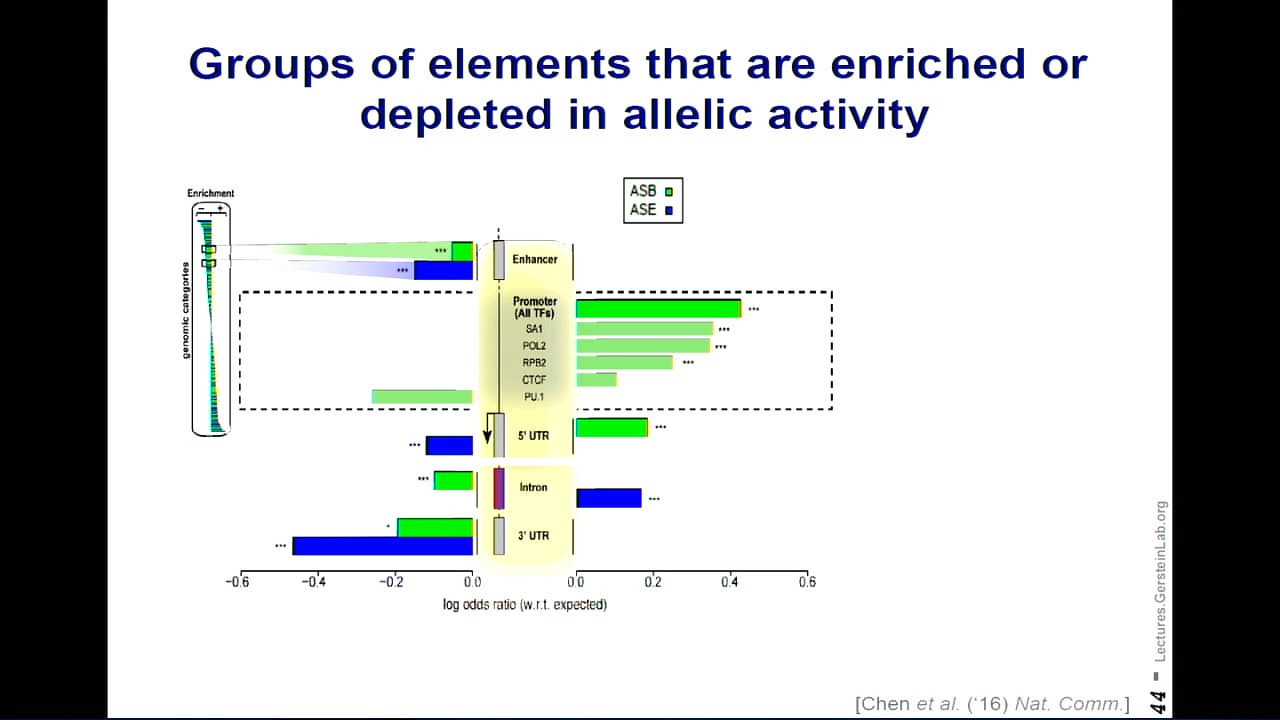 Groups of elements that are enriched or
depleted in allelic activity
Enrichment
− +
genomic categories
ASB
ASE
***
Enhancer
***
Promoter
(All TFs)
***
SA1
***
POL2
***
RPB2
***
CTCF
PU.1
5' UTR
***
***
***
Intron
***
*
3' UTR
***
−0.6 −0.4 −0.2 0.0 0.0 0.2 0.4 0.6
log odds ratio (w.r.t. expected)
[Chen et al. ('16) Nat. Comm.]
44 - Lectures.GersteinLab.org